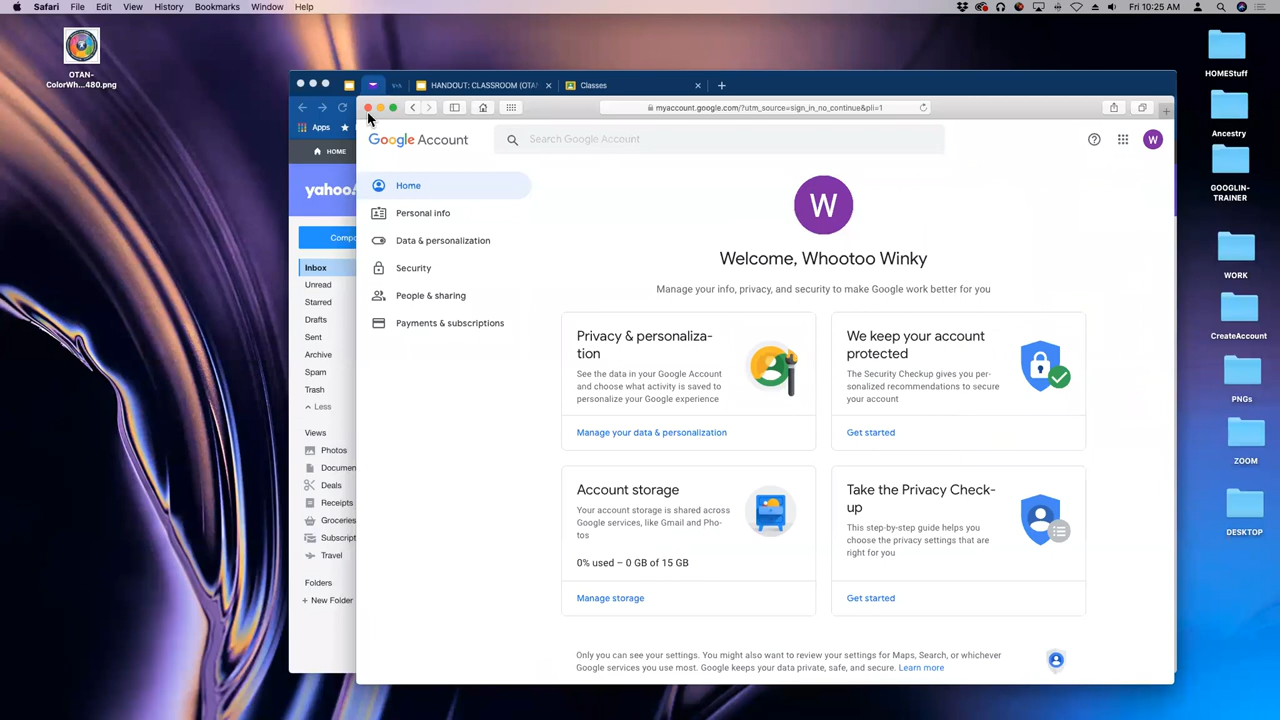 Safari File Edit View History Bookmarks Window Help Fri 10:25 AM
OTAN-
ColorWh...480.png
HANDOUT: CLASSROOM (OTAN
Classes
myaccount.google.com/?utm_source=sign_in_no_continue&pli=1
Apps
HOME
yahoo!
Compo
Inbox
Unread
Starred
Drafts
Sent
Archive
Spam
Trash
Less
Views
Photos
Documen
Deals
Receipts
Groceries
Subscript
Travel
Folders
+ New Folder
Google Account
Search Google Account
W
Home
Personal info
Data & personalization
Security
People & sharing
Payments & subscriptions
W
Welcome, Whootoo Winky
Manage your info, privacy, and security to make Google work better for you
Privacy & personaliza-
tion
See the data in your Google Account
and choose what activity is saved to
personalize your Google experience
Manage your data & personalization
We keep your account
protected
The Security Checkup gives you per-
sonalized recommendations to secure
your account
Get started
Account storage
Your account storage is shared across
Google services, like Gmail and Pho-
tos
0% used – 0 GB of 15 GB
Manage storage
Take the Privacy Check-
up
This step-by-step guide helps you
choose the privacy settings that are
right for you
Get started
Only you can see your settings. You might also want to review your settings for Maps, Search, or whichever
Google services you use most. Google keeps your data private, safe, and secure. Learn more
HOMEStuff
Ancestry
GOOGLIN-
TRAINER
WORK
CreateAccount
PNGs
ZOOM
DESKTOP